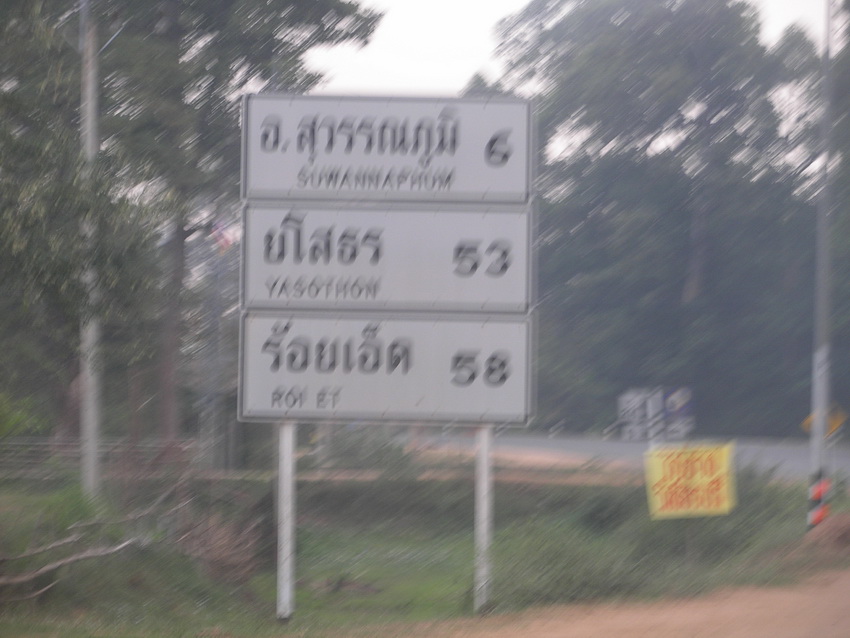 อ. สุวรรณภูมิ 6
SUWANNAPHUM
ยโสธร 53
YASOTHON
ร้อยเอ็ด 58
ROI ET